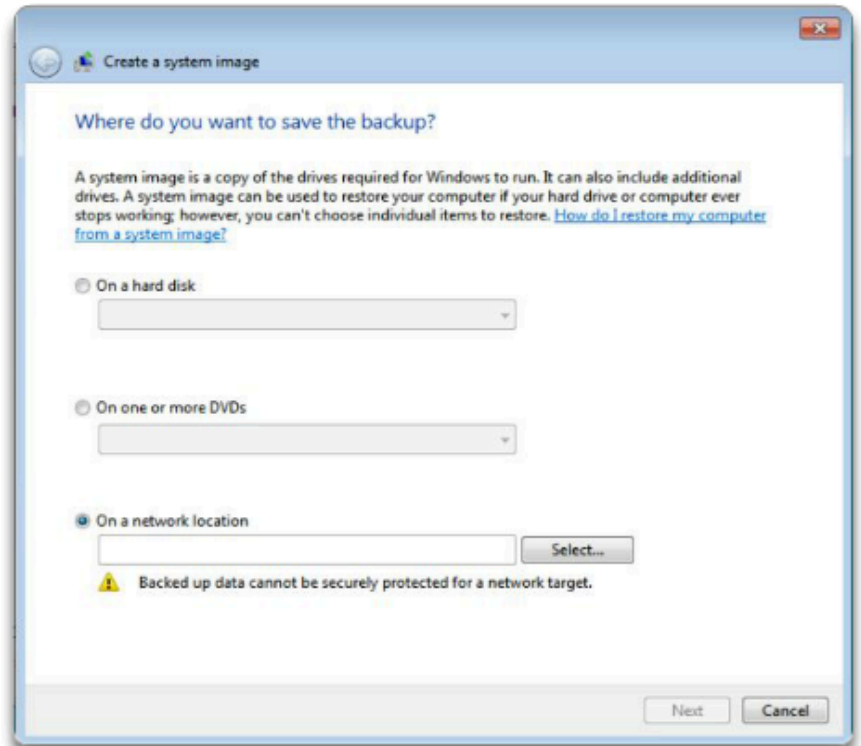 Create a system image
Where do you want to save the backup?
A system image is a copy of the drives required for Windows to run. It can also include additional
drives. A system image can be used to restore your computer if your hard drive or computer ever
stops working; however, you can't choose individual items to restore. How do I restore my computer
from a system image?
On a hard disk
On one or more DVDs
On a network location
Select...
Backed up data cannot be securely protected for a network target.
Next
Cancel